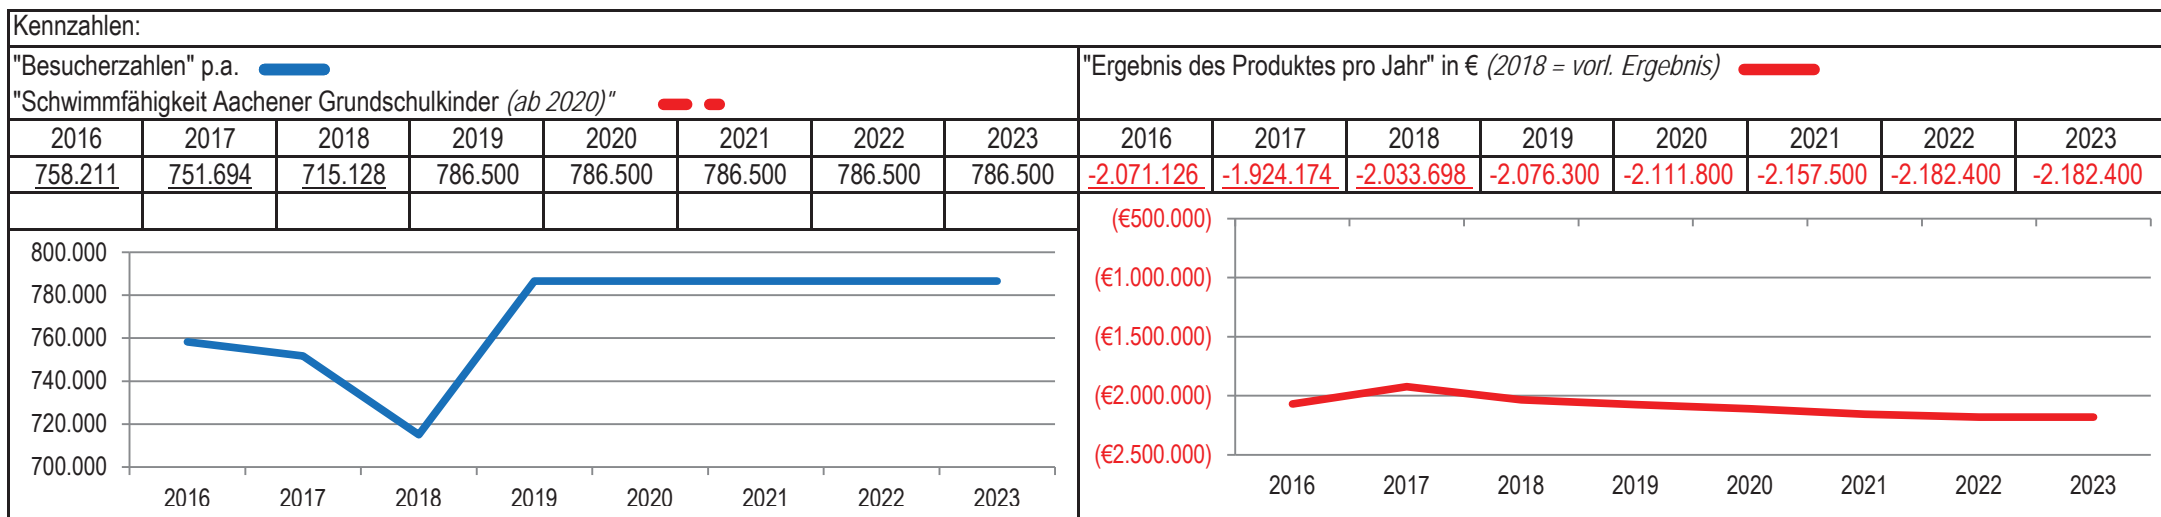 Kennzahlen:
"Besucherzahlen" p.a.
"Schwimmfähigkeit Aachener Grundschulkinder (ab 2020)"
2016 2017 2018 2019 2020 2021 2022 2023
758.211 751.694 715.128 786.500 786.500 786.500 786.500 786.500
800.000
780.000
760.000
740.000
720.000
700.000
2016 2017 2018 2019 2020 2021 2022 2023
"Ergebnis des Produktes pro Jahr" in € (2018 = vorl. Ergebnis)
2016 2017 2018 2019 2020 2021 2022 2023
-2.071.126 -1.924.174 -2.033.698 -2.076.300 -2.111.800 -2.157.500 -2.182.400 -2.182.400
(€500.000)
(€1.000.000)
(€1.500.000)
(€2.000.000)
(€2.500.000)
2016 2017 2018 2019 2020 2021 2022 2023